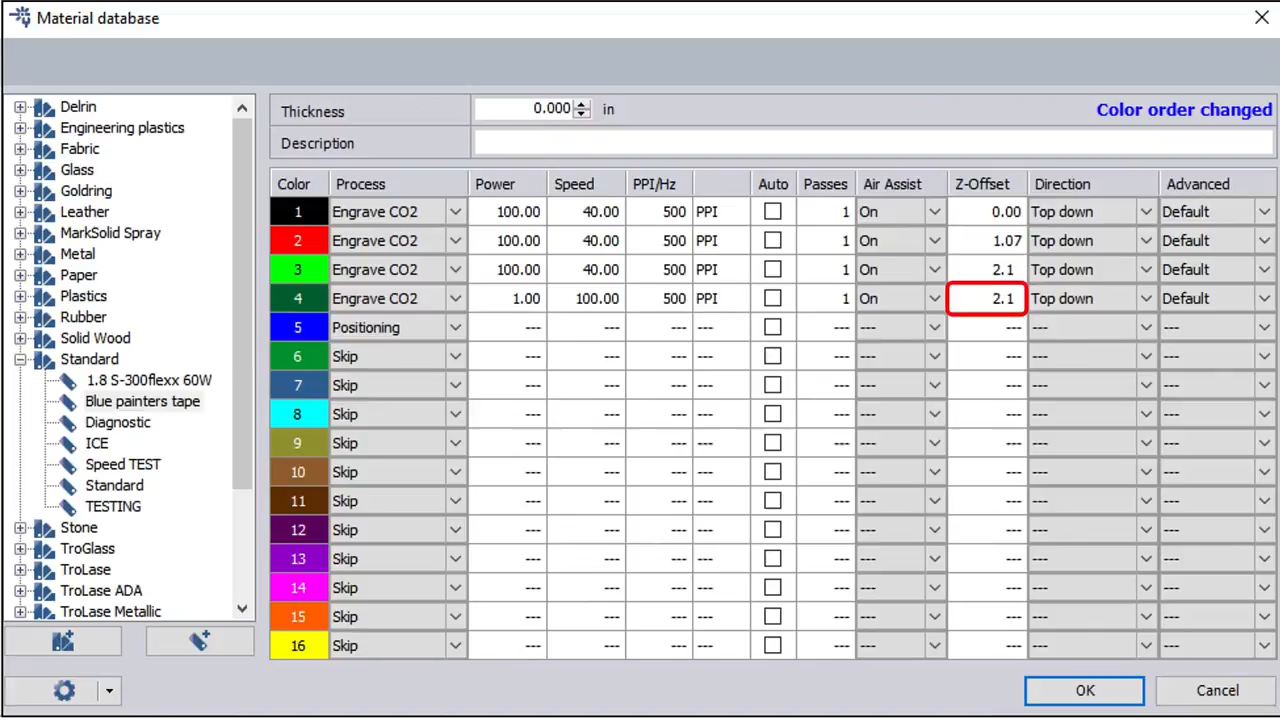 Material database
Delrin
Engineering plastics
Fabric
Glass
Goldring
Leather
MarkSolid Spray
Metal
Paper
Plastics
Rubber
Solid Wood
Standard
1.8 S-300flexx 60W
Blue painters tape
Diagnostic
ICE
Speed TEST
Standard
TESTING
Stone
TroGlass
TroLase
TroLase ADA
TroLase Metallic
Thickness 0.000 in Color order changed
Description
Color Process Power Speed PPI/Hz Auto Passes Air Assist Z-Offset Direction Advanced
1 Engrave CO2 100.00 40.00 500 PPI 1 On 0.00 Top down Default
2 Engrave CO2 100.00 40.00 500 PPI 1 On 1.07 Top down Default
3 Engrave CO2 100.00 40.00 500 PPI 1 On 2.1 Top down Default
4 Engrave CO2 1.00 100.00 500 PPI 1 On 2.1 Top down Default
5 Positioning --- --- --- --- --- --- --- --- ---
6 Skip --- --- --- --- --- --- --- --- ---
7 Skip --- --- --- --- --- --- --- --- ---
8 Skip --- --- --- --- --- --- --- --- ---
9 Skip --- --- --- --- --- --- --- --- ---
10 Skip --- --- --- --- --- --- --- --- ---
11 Skip --- --- --- --- --- --- --- --- ---
12 Skip --- --- --- --- --- --- --- --- ---
13 Skip --- --- --- --- --- --- --- --- ---
14 Skip --- --- --- --- --- --- --- --- ---
15 Skip --- --- --- --- --- --- --- --- ---
16 Skip --- --- --- --- --- --- --- --- ---
OK Cancel